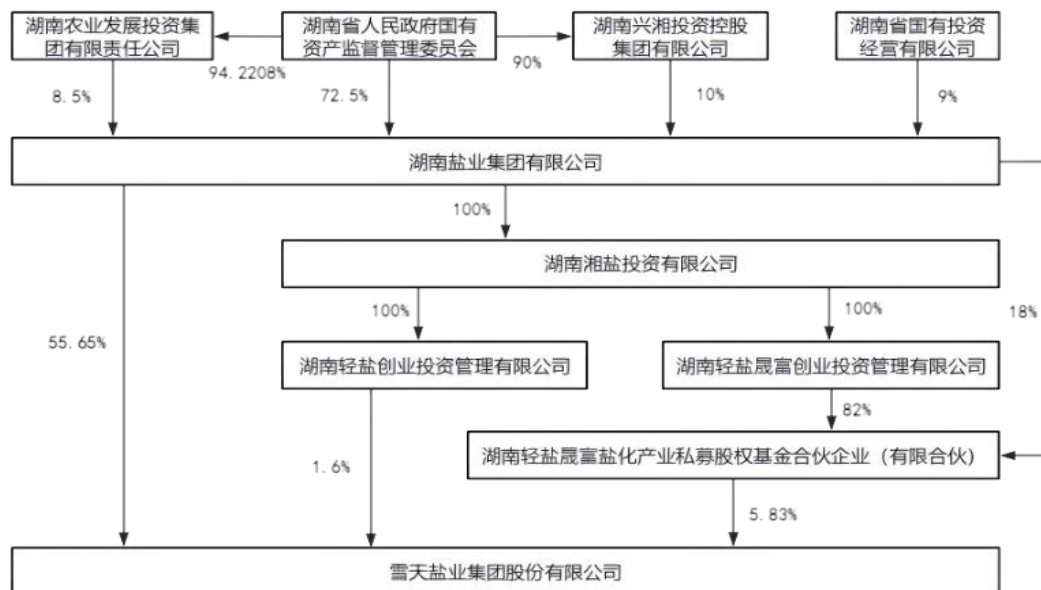 湖南农业发展投资集
团有限责任公司
湖南省人民政府国有
资产监督管理委员会
湖南兴湘投资控股
集团有限公司
湖南省国有投资
经营有限公司
94.2208%
90%
8.5%
72.5%
10%
9%
湖南盐业集团有限公司
100%
湖南湘盐投资有限公司
100%
100%
18%
55.65%
湖南轻盐创业投资管理有限公司
湖南轻盐晟富创业投资管理有限公司
82%
湖南轻盐晟富盐化产业私募股权基金合伙企业（有限合伙）
1.6%
5.83%
雪天盐业集团股份有限公司